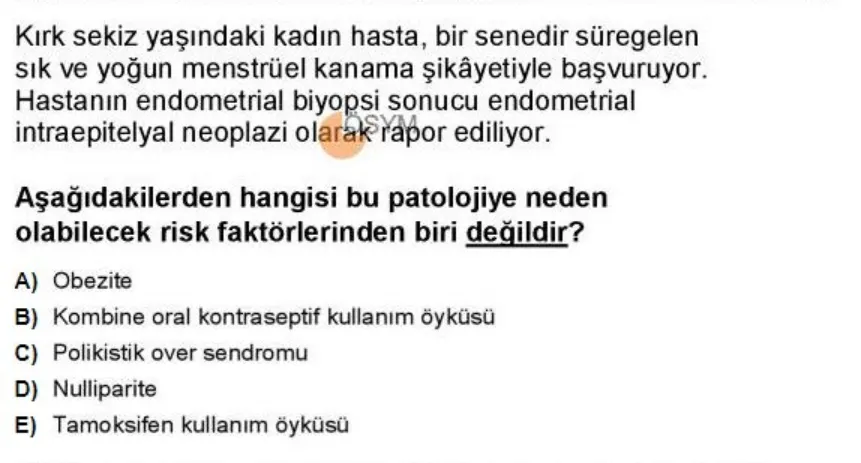 Kırk sekiz yaşındaki kadın hasta, bir senedir süregelen
sık ve yoğun menstrüel kanama şikâyetiyle başvuruyor.
Hastanın endometrial biyopsi sonucu endometrial
intraepitelyal neoplazi olarak rapor ediliyor.
ÖSYM
Aşağıdakilerden hangisi bu patolojiye neden
olabilecek risk faktörlerinden biri değildir?
A) Obezite
B) Kombine oral kontraseptif kullanım öyküsü
C) Polikistik over sendromu
D) Nulliparite
E) Tamoksifen kullanım öyküsü